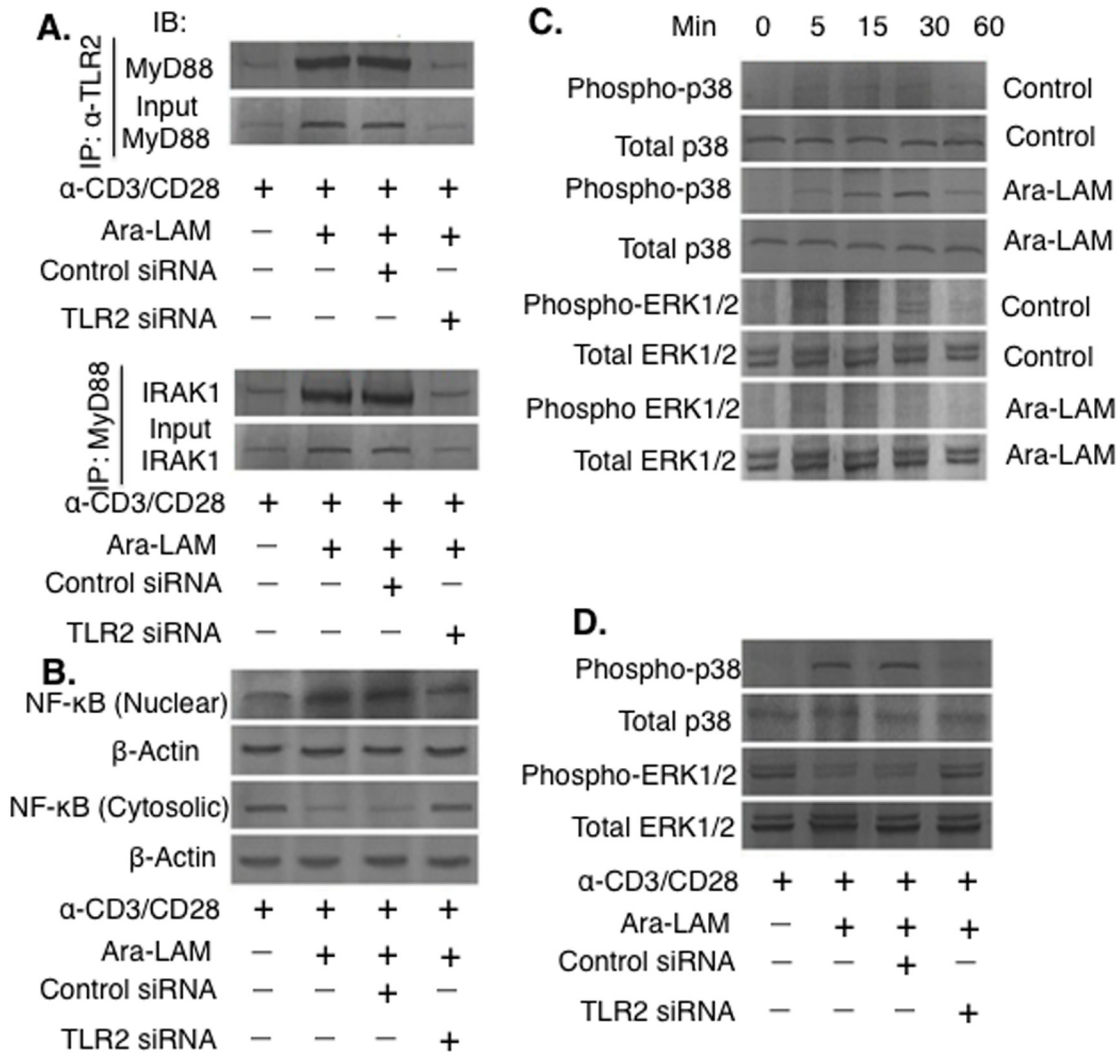 A.
IB:
IP: α-TLR2
MyD88
Input
MyD88
α-CD3/CD28 + + + +
Ara-LAM − + + +
Control siRNA − − + −
TLR2 siRNA − − − +
IP: MyD88
IRAK1
Input
IRAK1
α-CD3/CD28 + + + +
Ara-LAM − + + +
Control siRNA − − + −
TLR2 siRNA − − − +
B.
NF-κB (Nuclear)
β-Actin
NF-κB (Cytosolic)
β-Actin
α-CD3/CD28 + + + +
Ara-LAM − + + +
Control siRNA − − + −
TLR2 siRNA − − − +
C.
Min 0 5 15 30 60
Phospho-p38 Control
Total p38 Control
Phospho-p38 Ara-LAM
Total p38 Ara-LAM
Phospho-ERK1/2 Control
Total ERK1/2 Control
Phospho ERK1/2 Ara-LAM
Total ERK1/2 Ara-LAM
D.
Phospho-p38
Total p38
Phospho-ERK1/2
Total ERK1/2
α-CD3/CD28 + + + +
Ara-LAM − + + +
Control siRNA − − + −
TLR2 siRNA − − − +